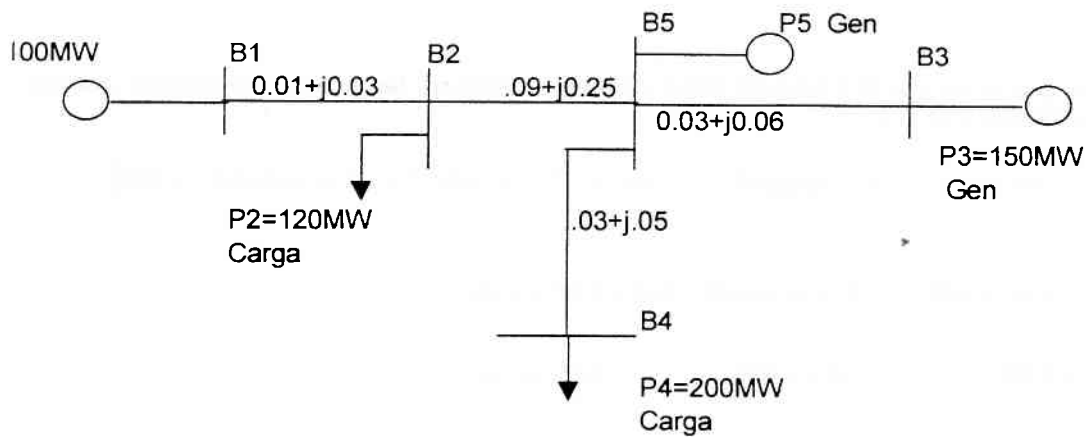 100MW
B1
0.01+j0.03
B2
.09+j0.25
B5
P5 Gen
0.03+j0.06
B3
P2=120MW
Carga
.03+j.05
P3=150MW
Gen
B4
P4=200MW
Carga